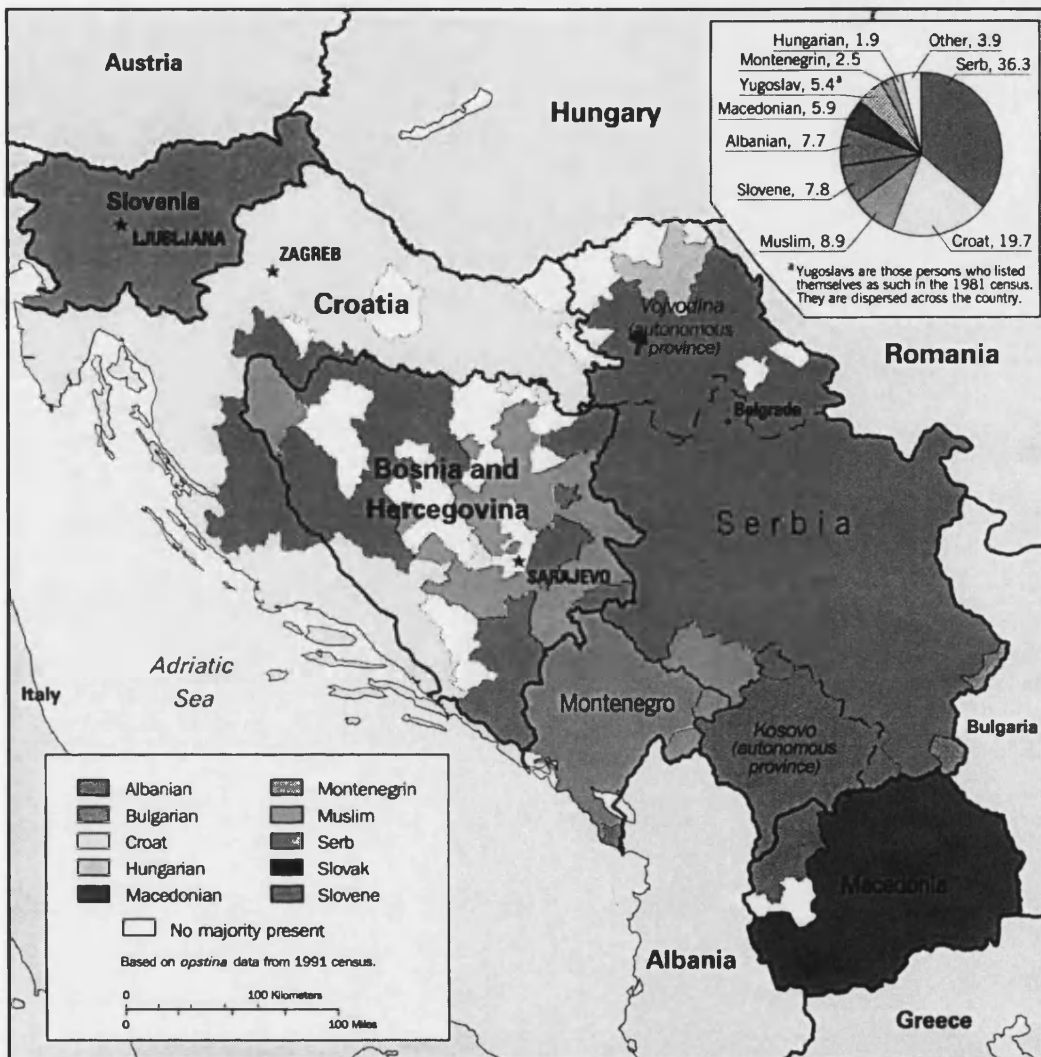 Austria
Hungary
Hungarian, 1.9
Other, 3.9
Montenegrin, 2.5
Serb, 36.3
Yugoslav, 5.4ª
Macedonian, 5.9
Albanian, 7.7
Slovene, 7.8
Muslim, 8.9
Croat, 19.7
ª Yugoslavs are those persons who listed
themselves as such in the 1981 census.
They are dispersed across the country.
Slovenia
LJUBLJANA
ZAGREB
Croatia
Vojvodina
(autonomous
province)
Romania
Belgrade
Bosnia and
Hercegovina
Serbia
SARAJEVO
Adriatic
Sea
Italy
Montenegro
Kosovo
(autonomous
province)
Bulgaria
Albanian
Bulgarian
Croat
Hungarian
Macedonian
Montenegrin
Muslim
Serb
Slovak
Slovene
No majority present
Based on opstina data from 1991 census.
0 100 Kilometers
0 100 Miles
Macedonia
Albania
Greece